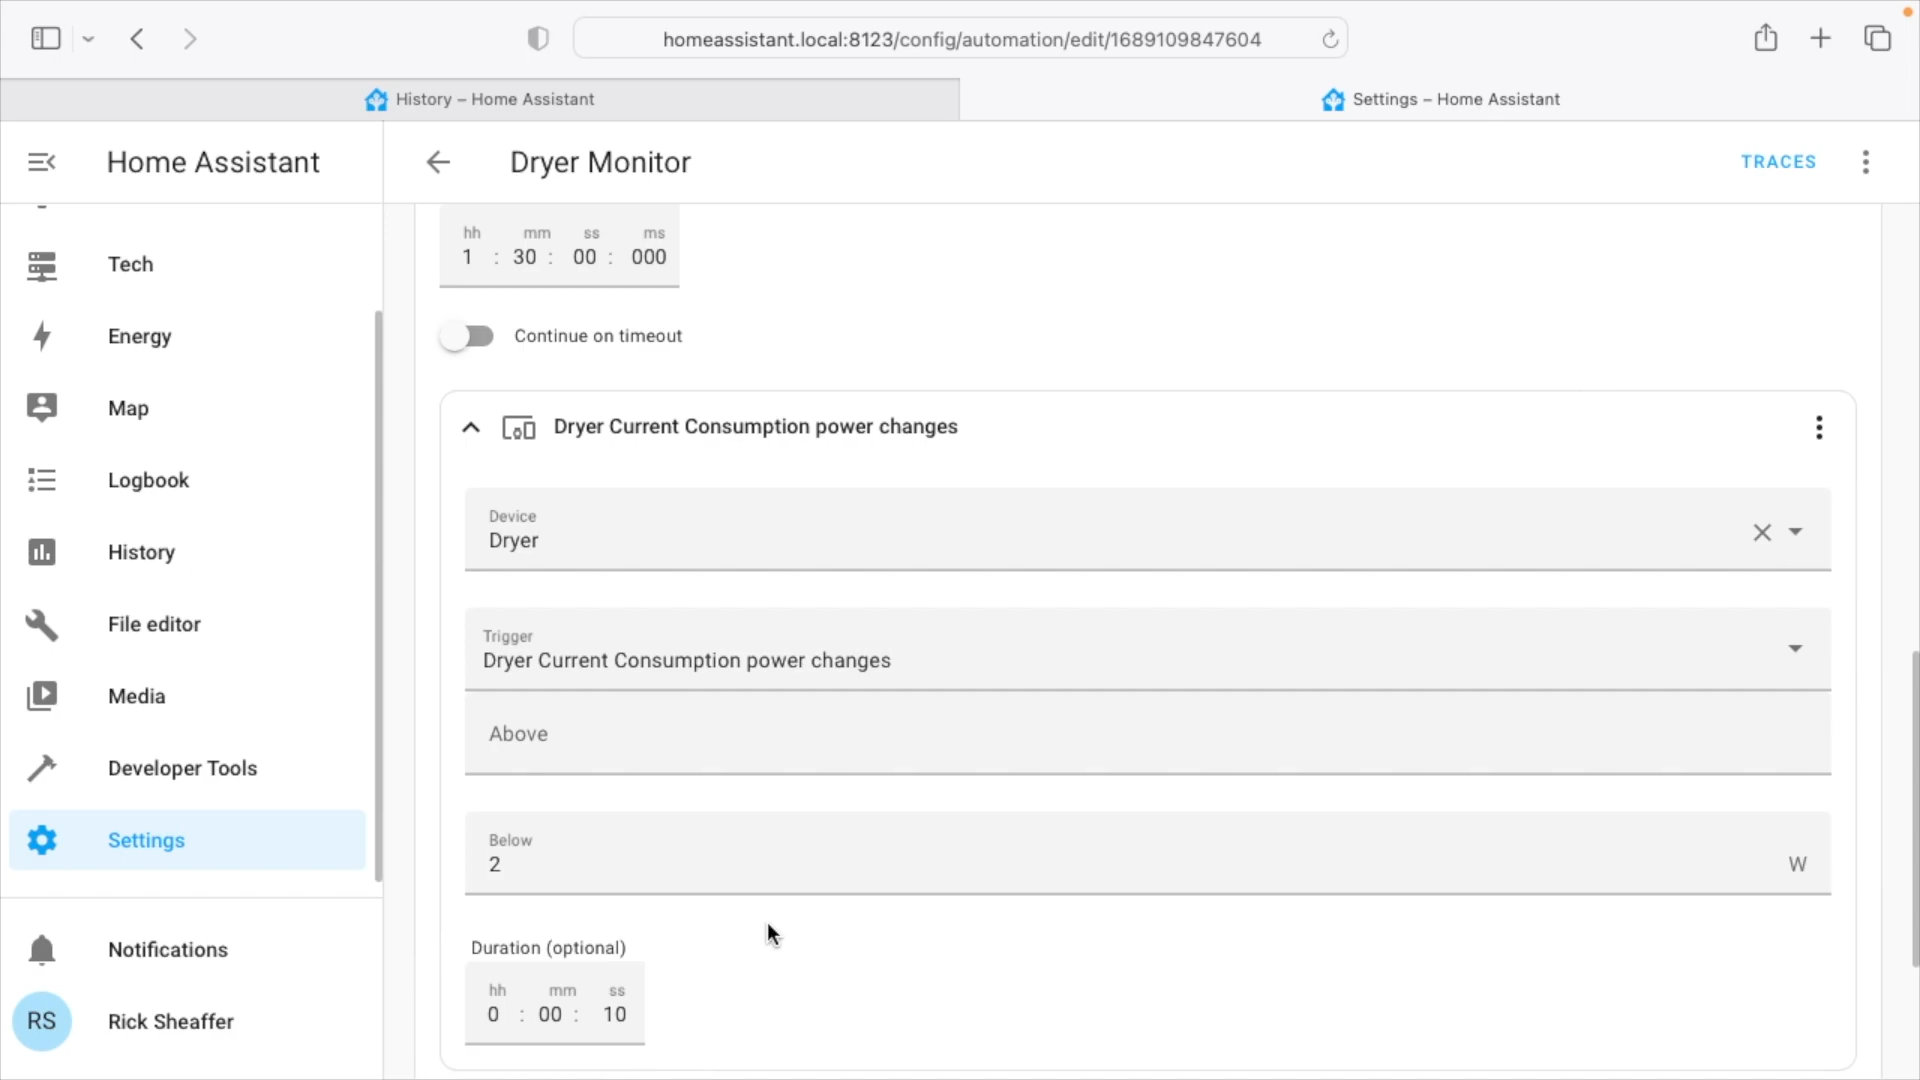 homeassistant.local:8123/config/automation/edit/1689109847604
History – Home Assistant
Settings – Home Assistant
Home Assistant
Dryer Monitor
TRACES
Tech
Energy
Map
Logbook
History
File editor
Media
Developer Tools
Settings
Notifications
RS
Rick Sheaffer
hh mm ss ms
1 : 30 : 00 : 000
Continue on timeout
Dryer Current Consumption power changes
Device
Dryer
Trigger
Dryer Current Consumption power changes
Above
Below
2
W
Duration (optional)
hh mm ss
0 : 00 : 10